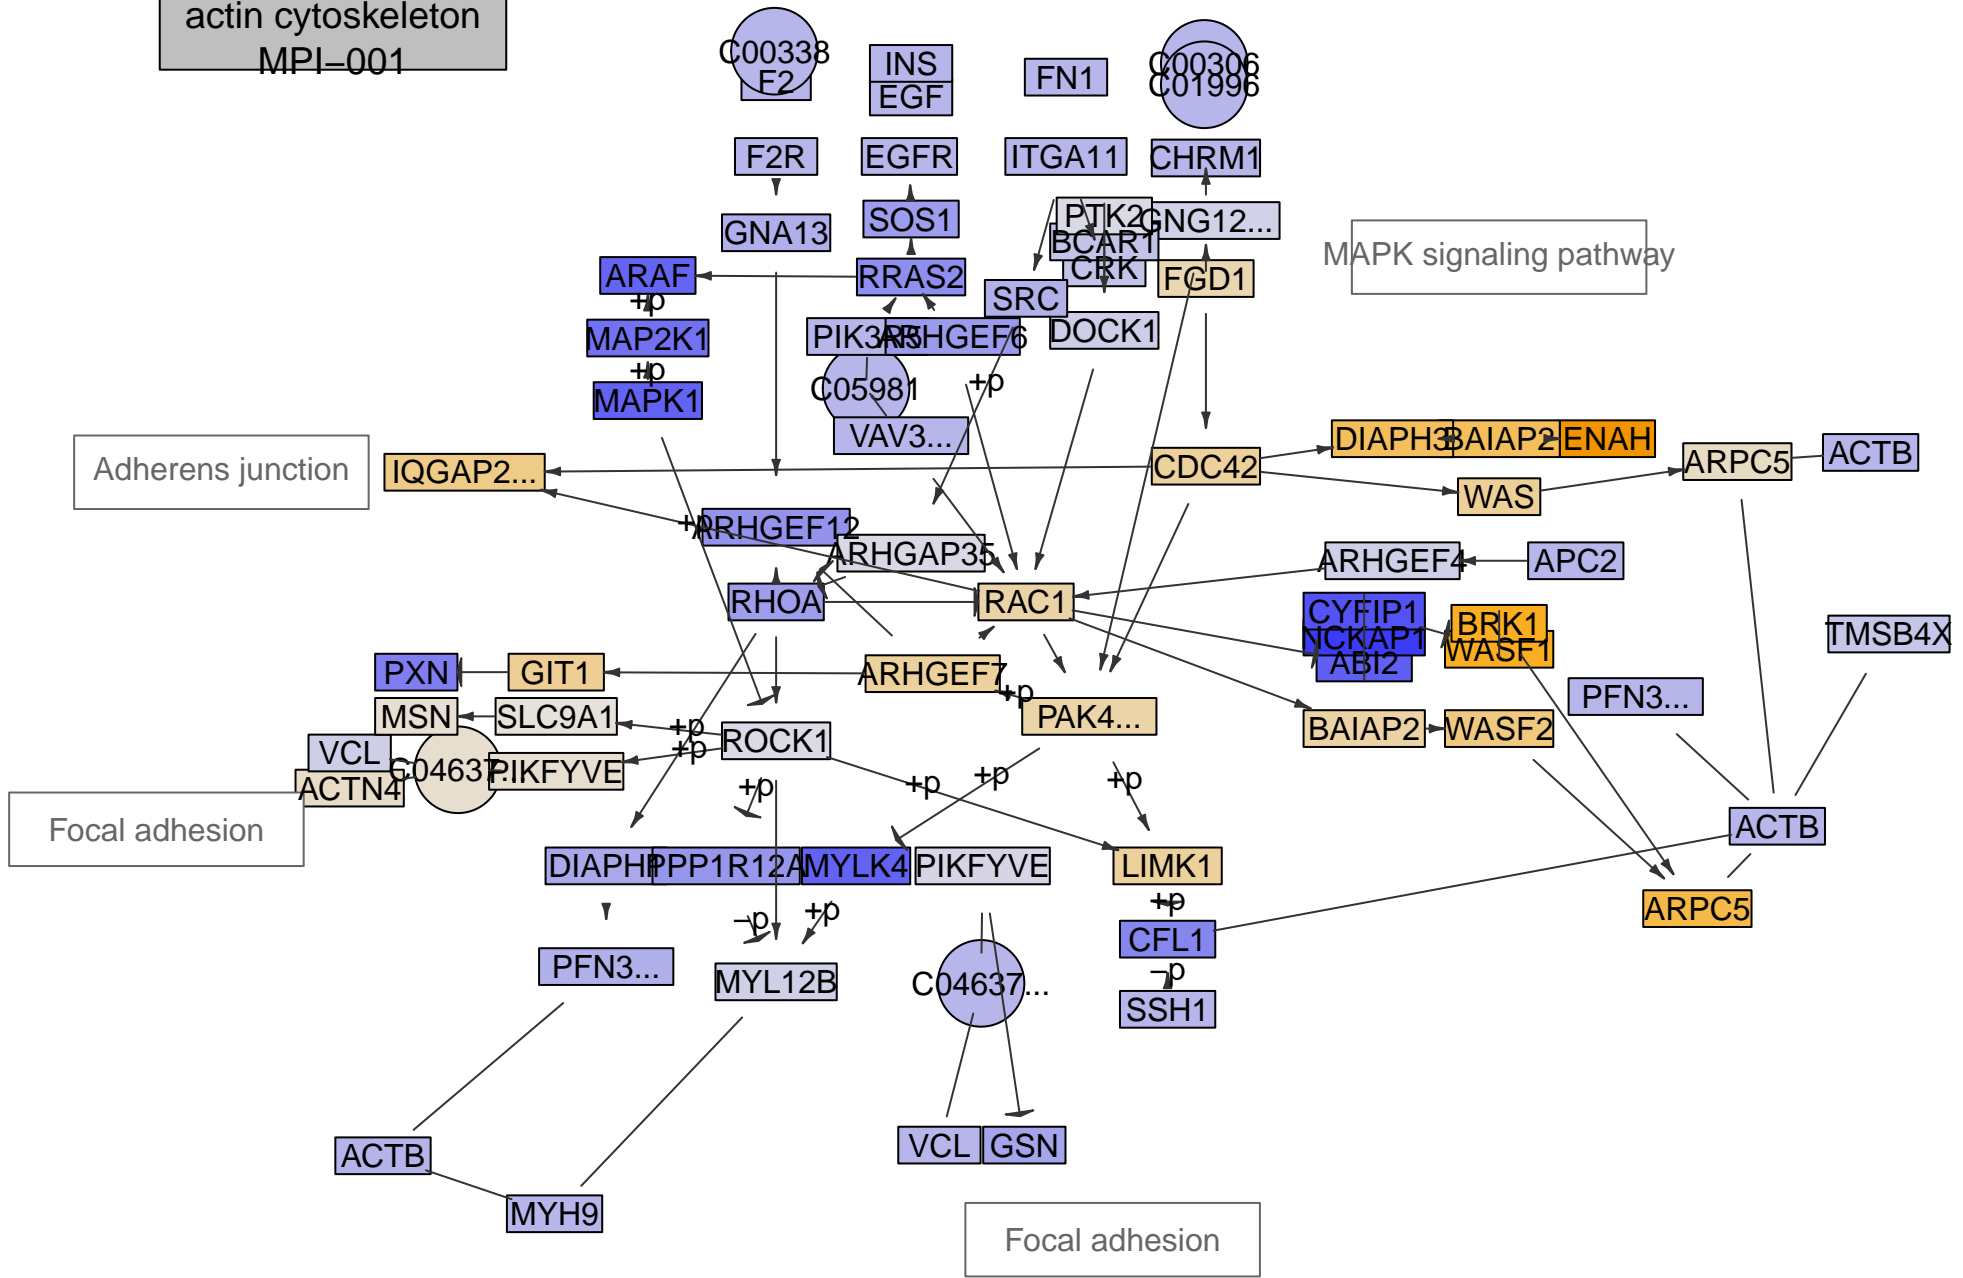 actin cytoskeleton
MPI−001
C00338
F2
INS
EGF
FN1
C00306
C01996
F2R
EGFR
ITGA11
CHRM1
GNA13
SOS1
PTK2
GNG12...
BCAR1
CRK
MAPK signaling pathway
ARAF
RRAS2
SRC
FGD1
+p
MAP2K1
PIK3R5
ARHGEF6
DOCK1
+p
MAPK1
C05981
+p
VAV3...
Adherens junction
IQGAP2...
CDC42
DIAPH3
BAIAP2
ENAH
ARPC5
ACTB
WAS
+p
ARHGEF12
ARHGAP35
ARHGEF4
APC2
RHOA
RAC1
CYFIP1
NCKAP1
ABI2
BRK1
WASF1
TMSB4X
PXN
GIT1
ARHGEF7
+p
PFN3...
MSN
SLC9A1
+p
PAK4...
BAIAP2
WASF2
VCL
ROCK1
+p
C04637...
PIKFYVE
ACTN4
+p
+p
+p
+p
Focal adhesion
ACTB
PPP1R12A
MYLK4
PIKFYVE
LIMK1
+p
ARPC5
−p
+p
CFL1
PFN3...
MYL12B
C04637...
−p
SSH1
ACTB
VCL
GSN
MYH9
Focal adhesion